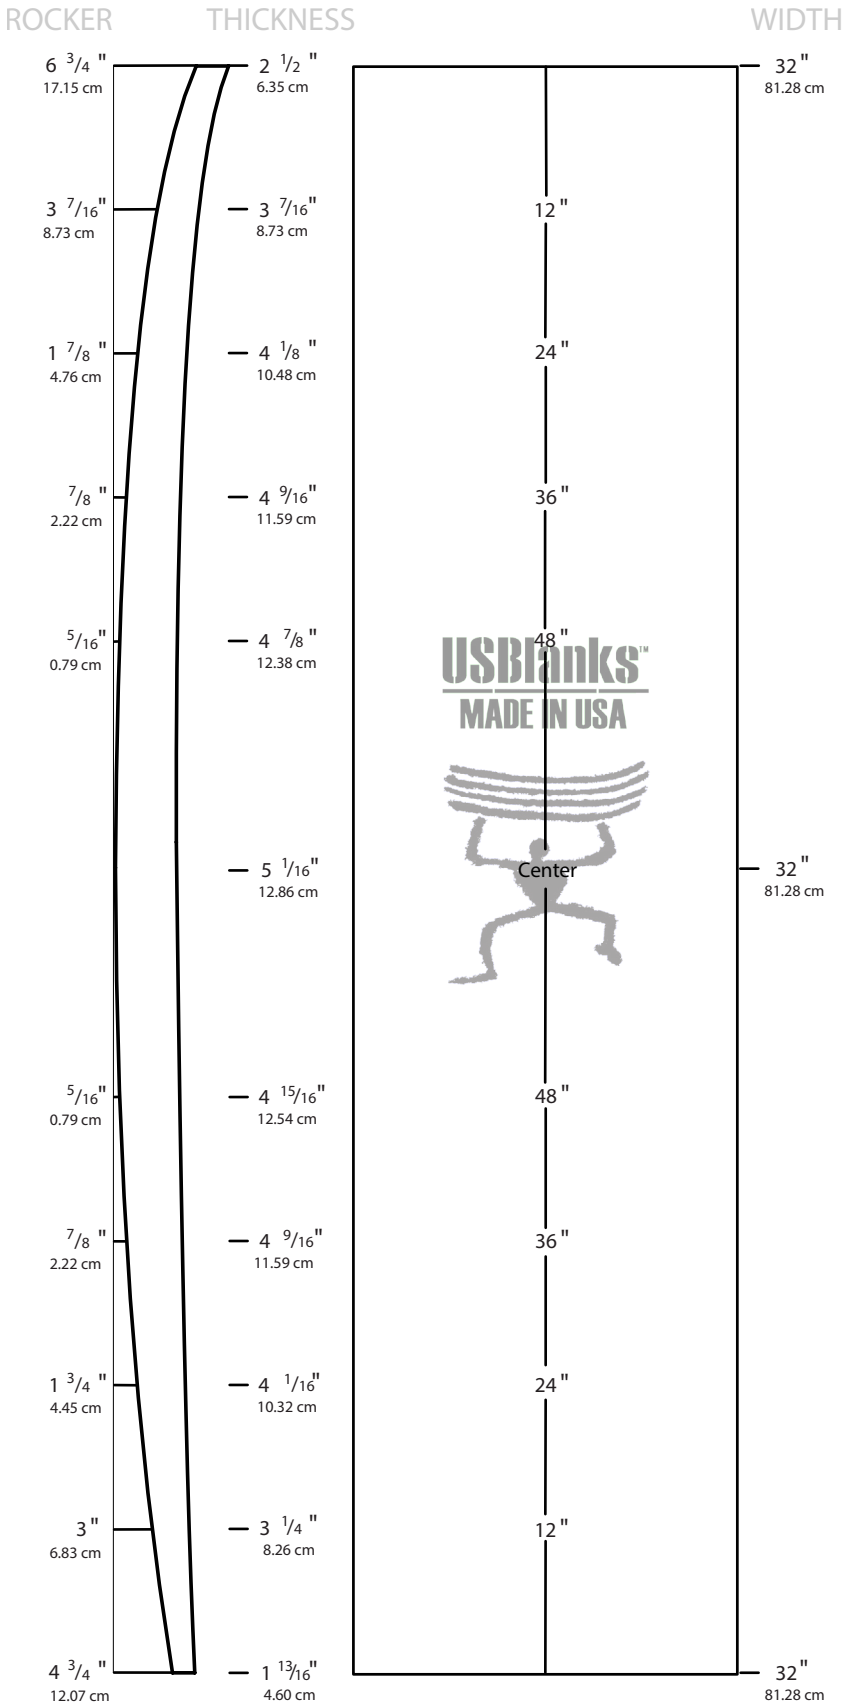 ROCKER THICKNESS WIDTH
6 3/4 " 2 1/2 " 32 "
17.15 cm 6.35 cm 81.28 cm
3 7/16" 3 7/16" 12 "
8.73 cm 8.73 cm
1 7/8 " 4 1/8 " 24 "
4.76 cm 10.48 cm
7/8 " 4 9/16" 36 "
2.22 cm 11.59 cm
5/16" 4 7/8 " 48 "
0.79 cm 12.38 cm
USBlanks™
MADE IN USA
5 1/16" Center 32 "
12.86 cm 81.28 cm
5/16" 4 15/16" 48 "
0.79 cm 12.54 cm
7/8 " 4 9/16" 36 "
2.22 cm 11.59 cm
1 3/4 " 4 1/16" 24 "
4.45 cm 10.32 cm
3 " 3 1/4 " 12 "
6.83 cm 8.26 cm
4 3/4 " 1 13/16" 32 "
12.07 cm 4.60 cm 81.28 cm